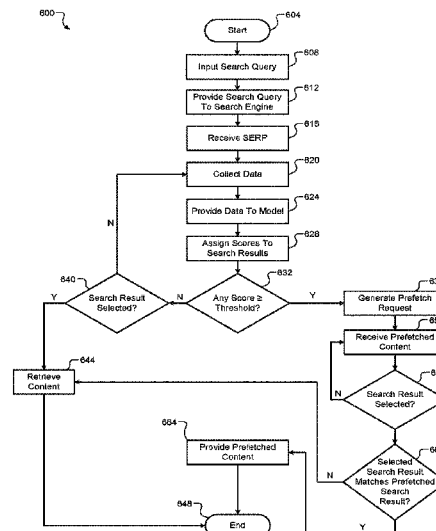 600
604
Start
608
Input Search Query
612
Provide Search Query
To Search Engine
616
Receive SERP
620
Collect Data
624
Provide Data To Model
628
Assign Scores To
Search Results
N
640
Search Result
Selected?
Y
N
632
Any Score ≥
Threshold?
Y
Generate Prefetch
Request
Receive Prefetched
Content
644
Retrieve
Content
N
Search Result
Selected?
664
Provide Prefetched
Content
N
Selected
Search Result
Matches Prefetched
Search
Result?
Y
648
End